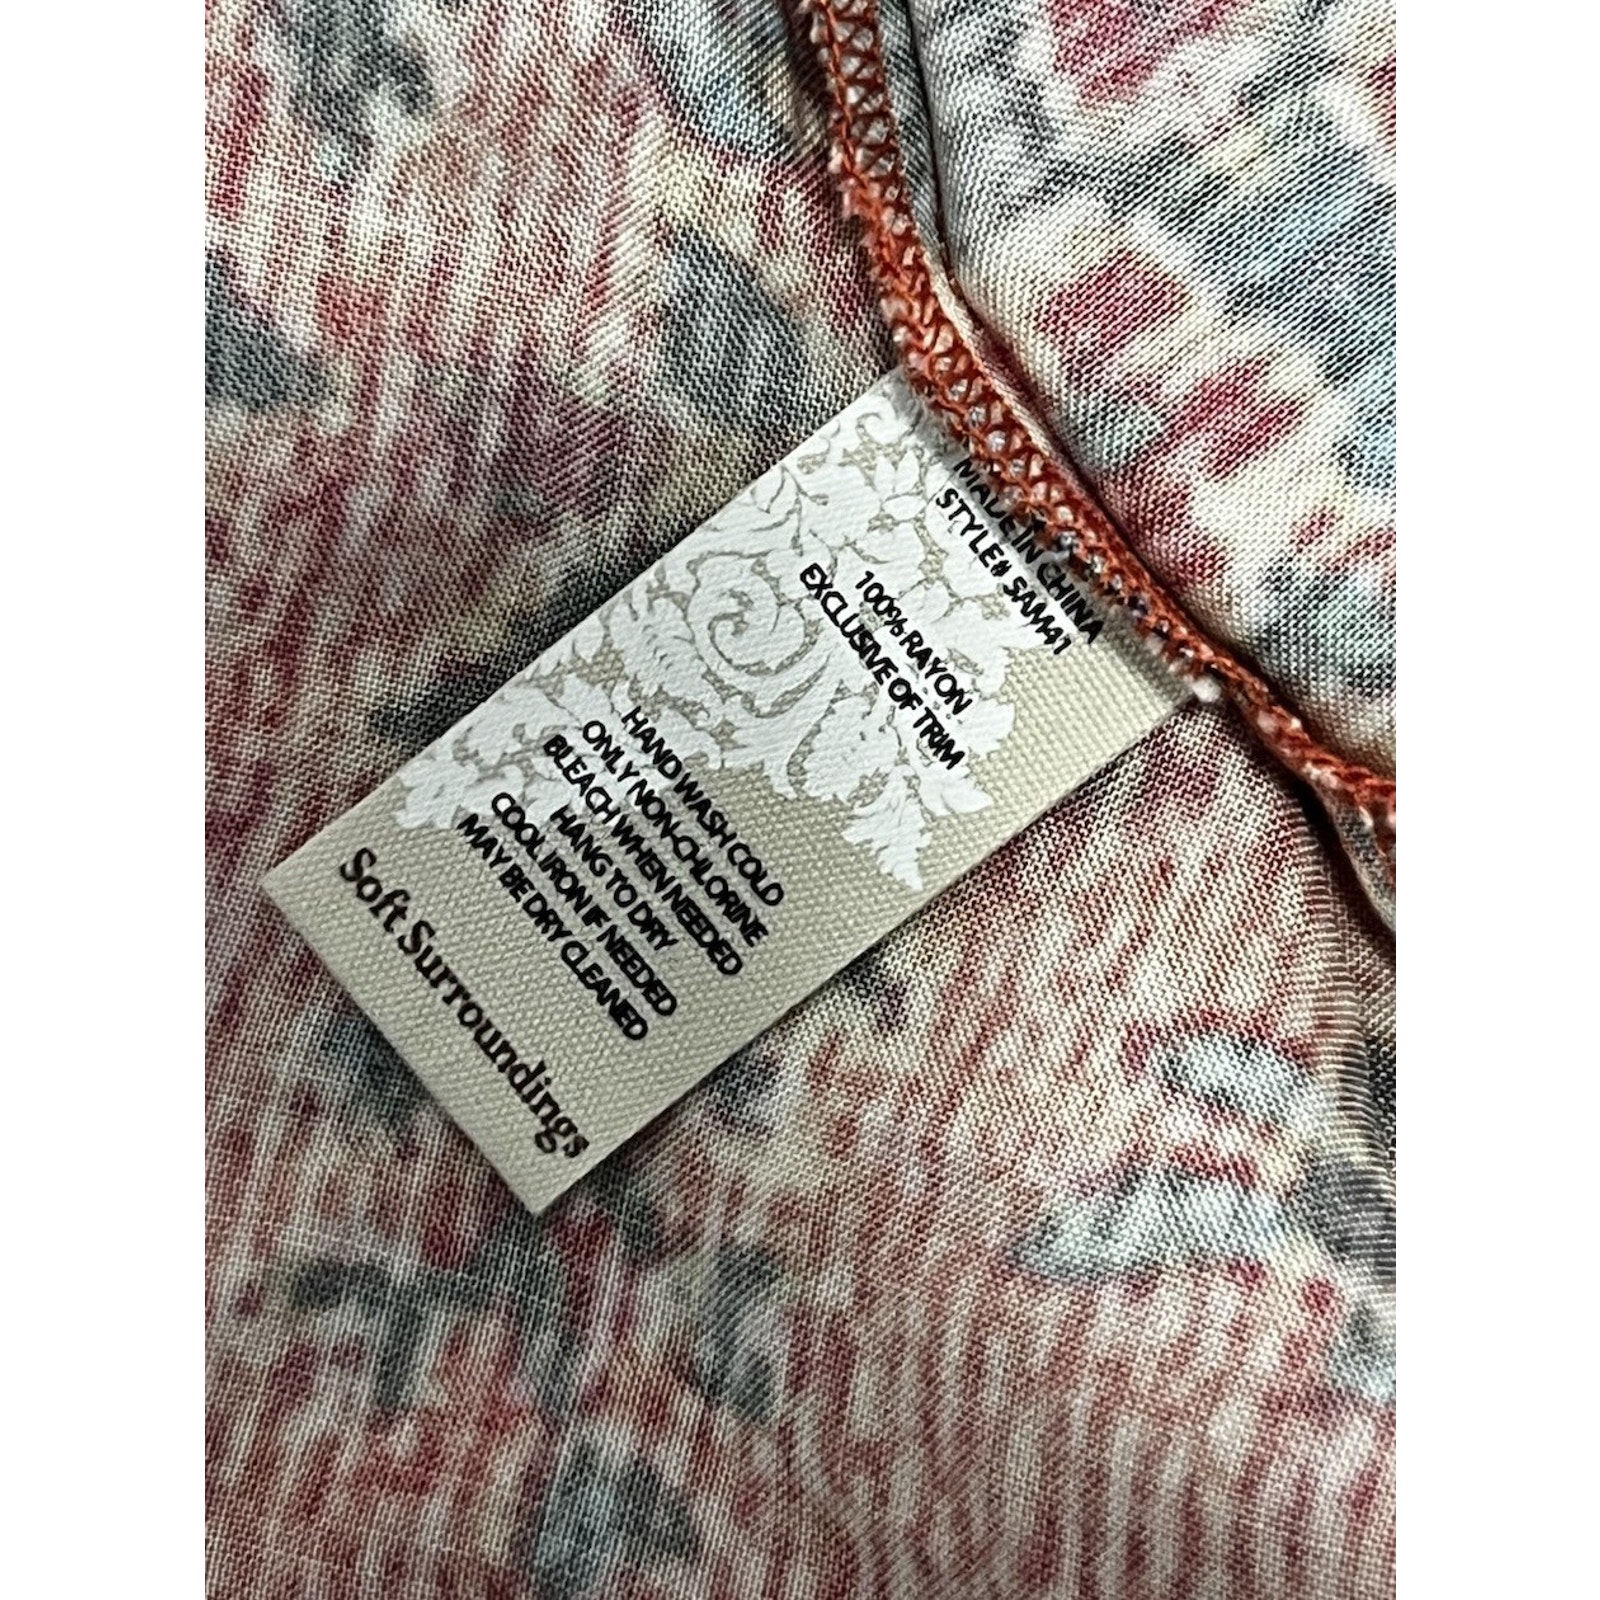 MADE IN CHINA
STYLE# SAM41
100% RAYON
EXCLUSIVE OF TRIM
HAND WASH COLD
ONLY NON-CHLORINE
BLEACH WHEN NEEDED
HANG TO DRY
COOL IRON IF NEEDED
MAY BE DRY CLEANED
Soft Surroundings